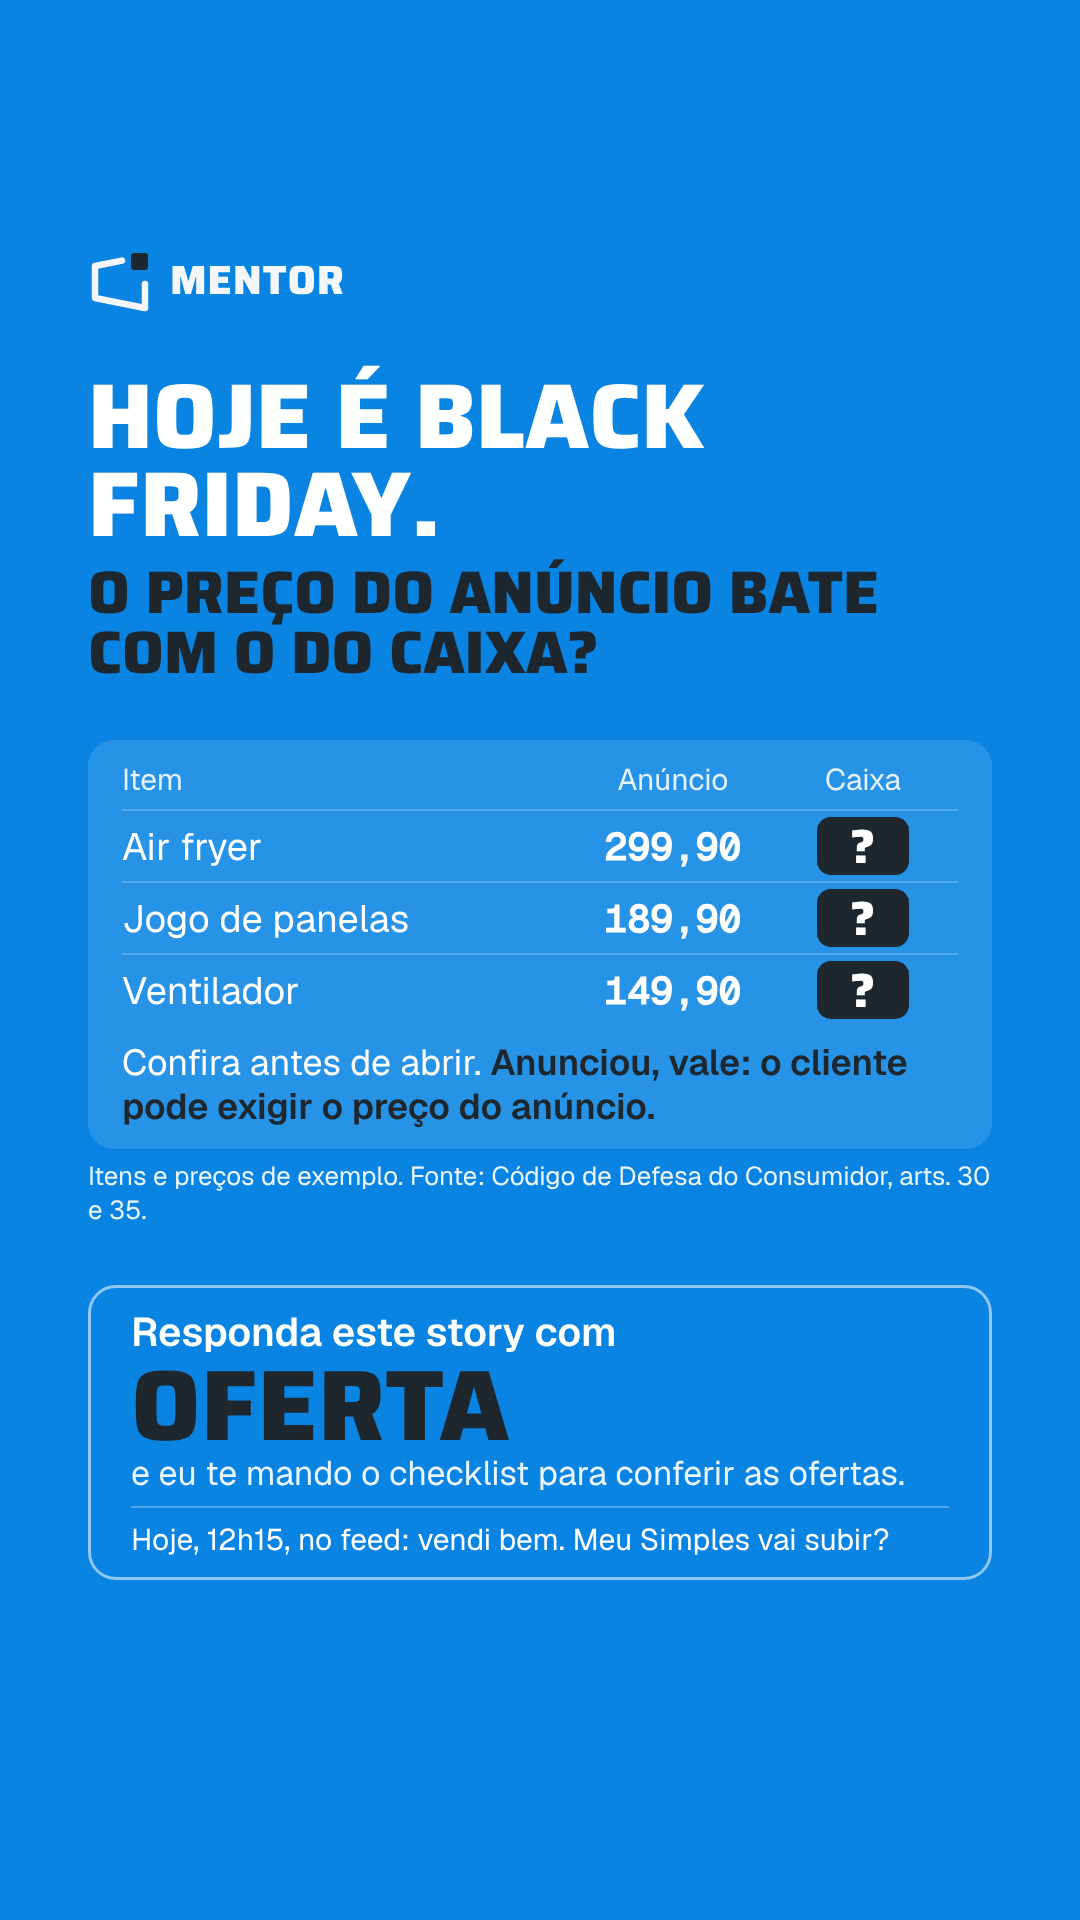 MENTOR
HOJE É BLACK
FRIDAY.
O PREÇO DO ANÚNCIO BATE
COM O DO CAIXA?
Item Anúncio Caixa
Air fryer 299,90 ?
Jogo de panelas 189,90 ?
Ventilador 149,90 ?
Confira antes de abrir. Anunciou, vale: o cliente
pode exigir o preço do anúncio.
Itens e preços de exemplo. Fonte: Código de Defesa do Consumidor, arts. 30
e 35.
Responda este story com
OFERTA
e eu te mando o checklist para conferir as ofertas.
Hoje, 12h15, no feed: vendi bem. Meu Simples vai subir?